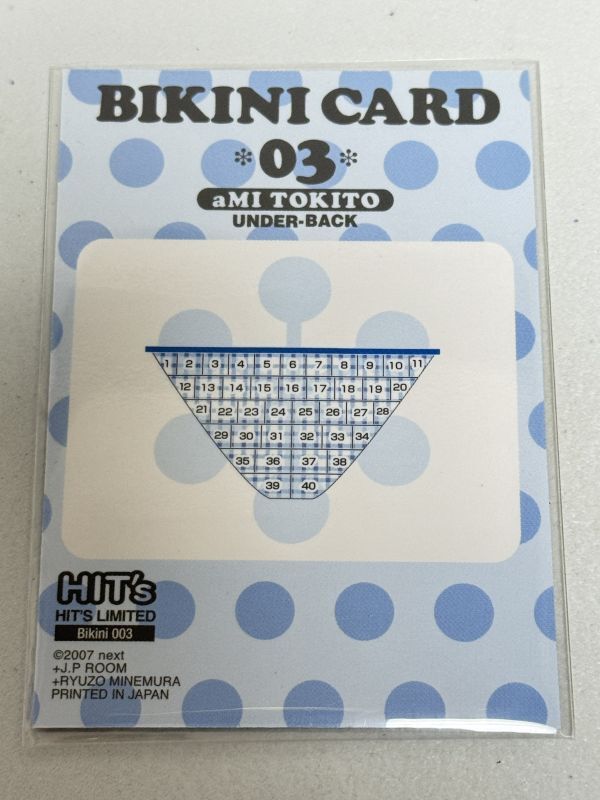 BIKINI CARD
*03*
aMI TOKITO
UNDER-BACK
1 2 3 4 5 6 7 8 9 10 11
12 13 14 15 16 17 18 19 20
21 22 23 24 25 26 27 28
29 30 31 32 33 34
35 36 37 38
39 40
HIT's
HIT'S LIMITED
Bikini 003
©2007 next
+J.P ROOM
+RYUZO MINEMURA
PRINTED IN JAPAN